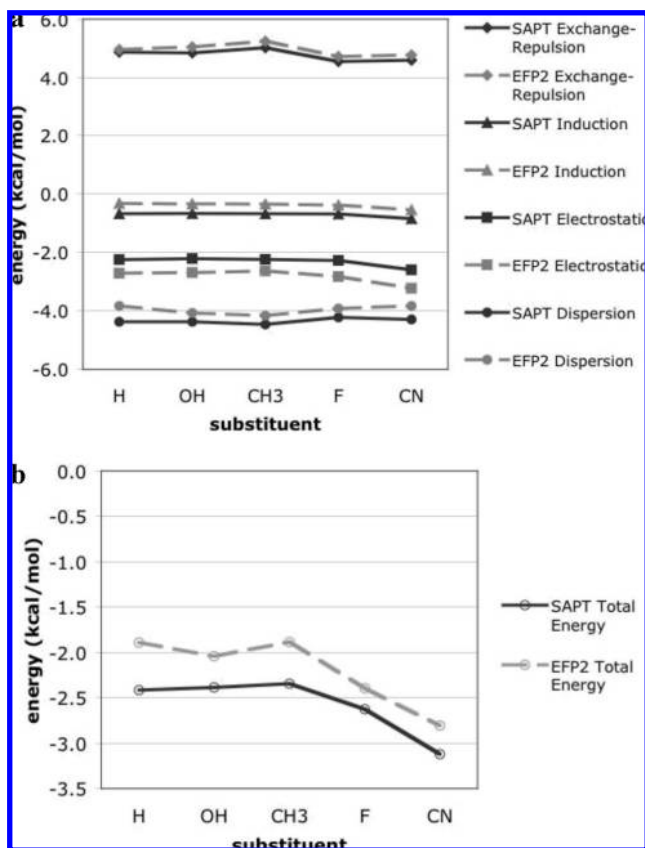 a
6.0
4.0
2.0
0.0
-2.0
-4.0
-6.0
energy (kcal/mol)
H OH CH3 F CN
substituent
SAPT Exchange-
Repulsion
EFP2 Exchange-
Repulsion
SAPT Induction
EFP2 Induction
SAPT Electrostatic
EFP2 Electrostatic
SAPT Dispersion
EFP2 Dispersion
b
0.0
-0.5
-1.0
-1.5
-2.0
-2.5
-3.0
-3.5
energy (kcal/mol)
H OH CH3 F CN
substituent
SAPT Total
Energy
EFP2 Total
Energy